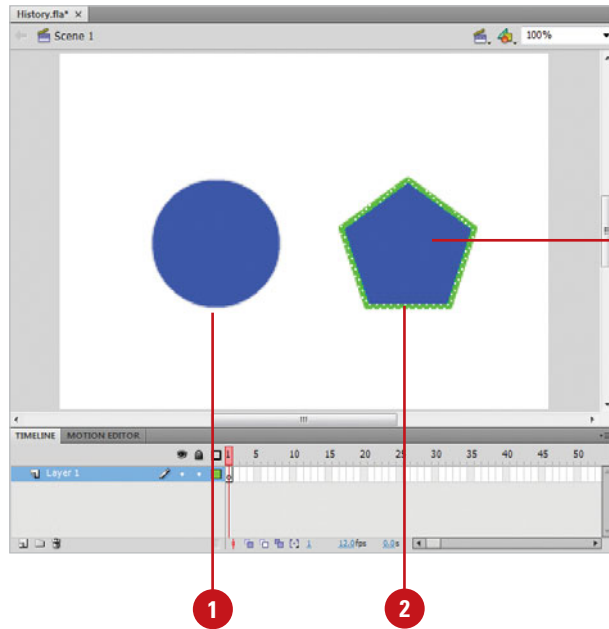 History.fla* ×
Scene 1
100%
TIMELINE MOTION EDITOR
1 5 10 15 20 25 30 35 40 45 50
Layer 1
1 12.0fps 0.0s
1 2